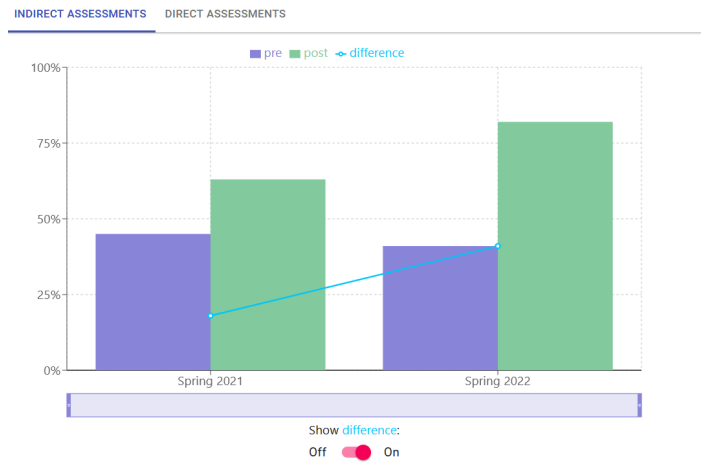 INDIRECT ASSESSMENTS DIRECT ASSESSMENTS
pre post difference
100%
75%
50%
25%
0%
Spring 2021 Spring 2022
Show difference:
Off On